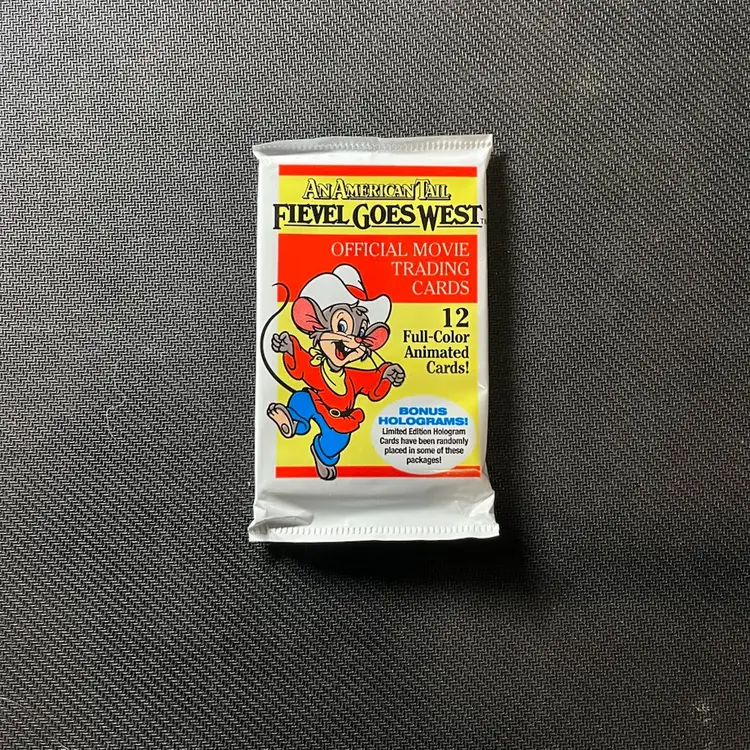 AN AMERICAN TAIL
FIEVEL GOES WEST™
OFFICIAL MOVIE
TRADING
CARDS
12
Full-Color
Animated
Cards!
BONUS
HOLOGRAMS!
Limited Edition Hologram
Cards have been randomly
placed in some of these
packages!